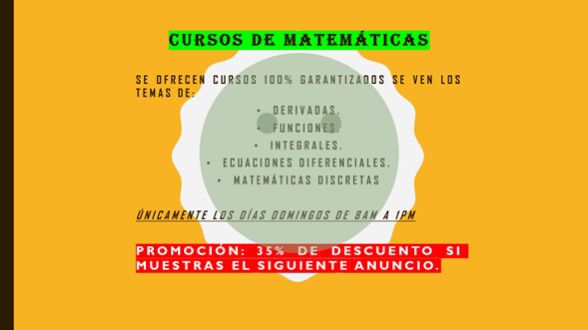 CURSOS DE MATEMÁTICAS
SE OFRECEN CURSOS 100% GARANTIZADOS SE VEN LOS
TEMAS DE:
• DERIVADAS.
• FUNCIONES.
• INTEGRALES.
• ECUACIONES DIFERENCIALES.
• MATEMÁTICAS DISCRETAS
ÚNICAMENTE LOS DÍAS DOMINGOS DE 8AM A 1PM
PROMOCIÓN: 35% DE DESCUENTO SI
MUESTRAS EL SIGUIENTE ANUNCIO.